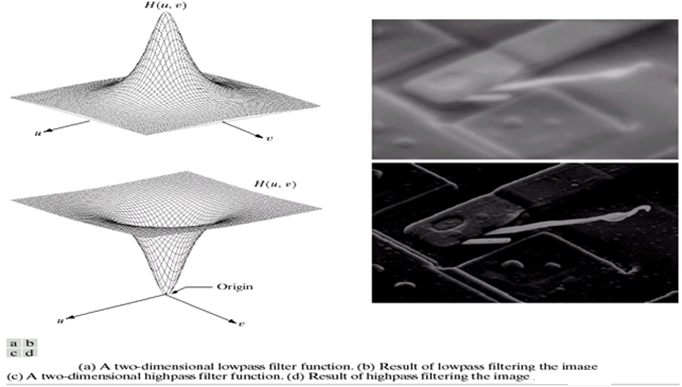 H(u, v)
u
v
H(u, v)
Origin
u
v
a b
c d
(a) A two-dimensional lowpass filter function. (b) Result of lowpass filtering the image
(c) A two-dimensional highpass filter function. (d) Result of highpass filtering the image .